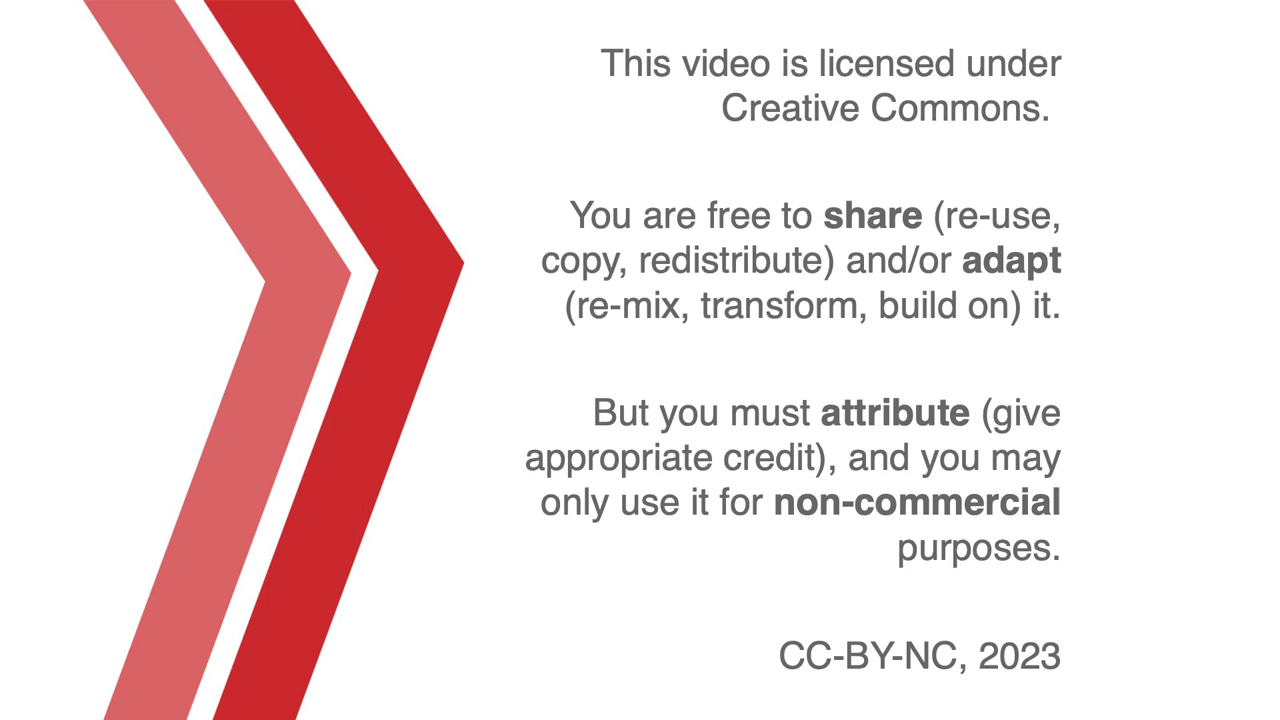 This video is licensed under
Creative Commons.
You are free to share (re-use,
copy, redistribute) and/or adapt
(re-mix, transform, build on) it.
But you must attribute (give
appropriate credit), and you may
only use it for non-commercial
purposes.
CC-BY-NC, 2023